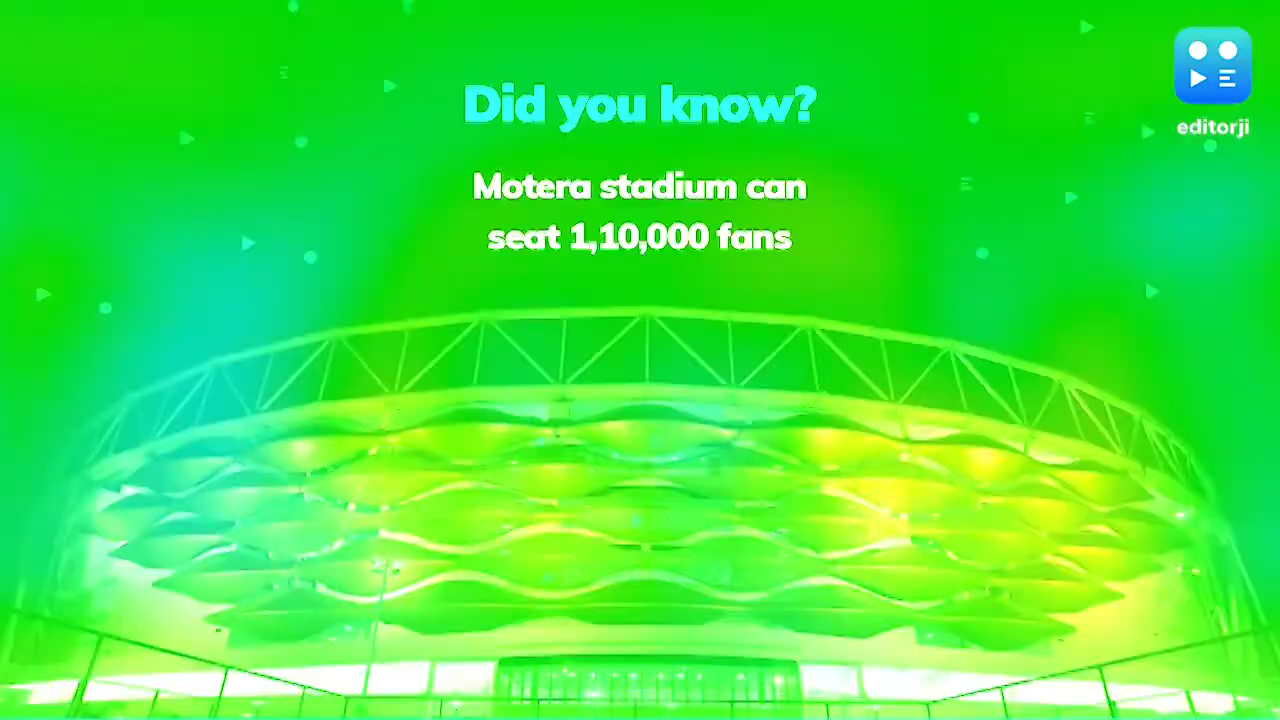 Did you know?
Motera stadium can
seat 1,10,000 fans
editorji